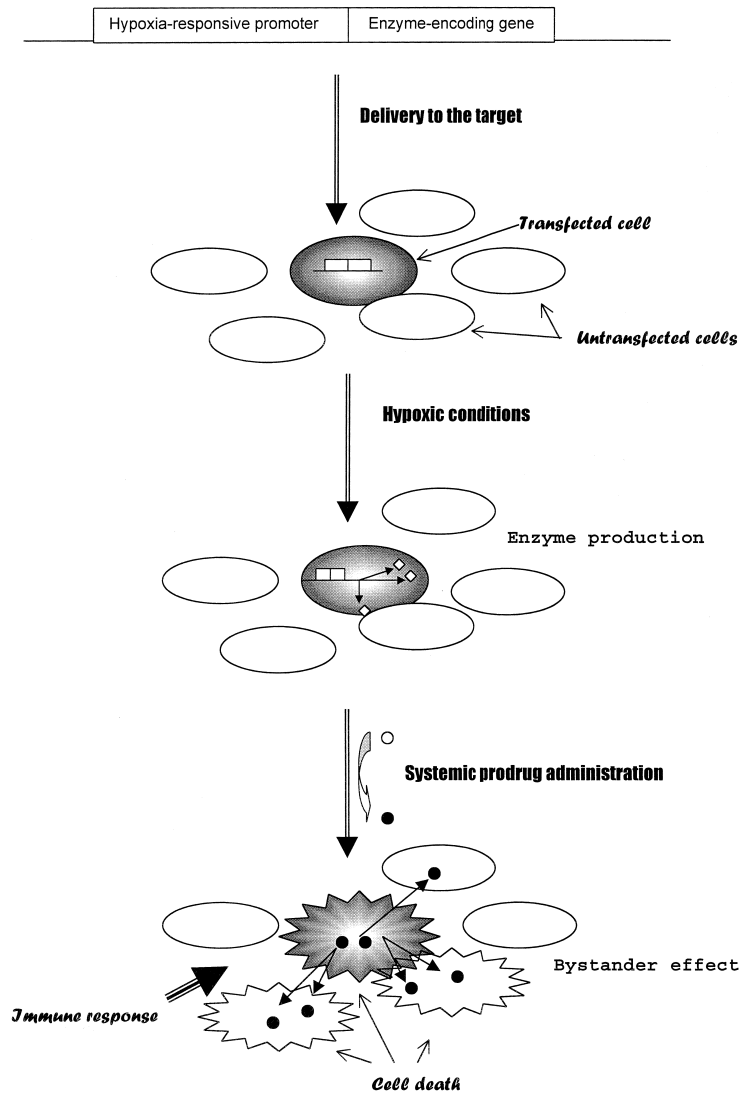 Hypoxia-responsive promoter
Enzyme-encoding gene
Delivery to the target
Transfected cell
Untransfected cells
Hypoxic conditions
Enzyme production
Systemic prodrug administration
Bystander effect
Immune response
Cell death